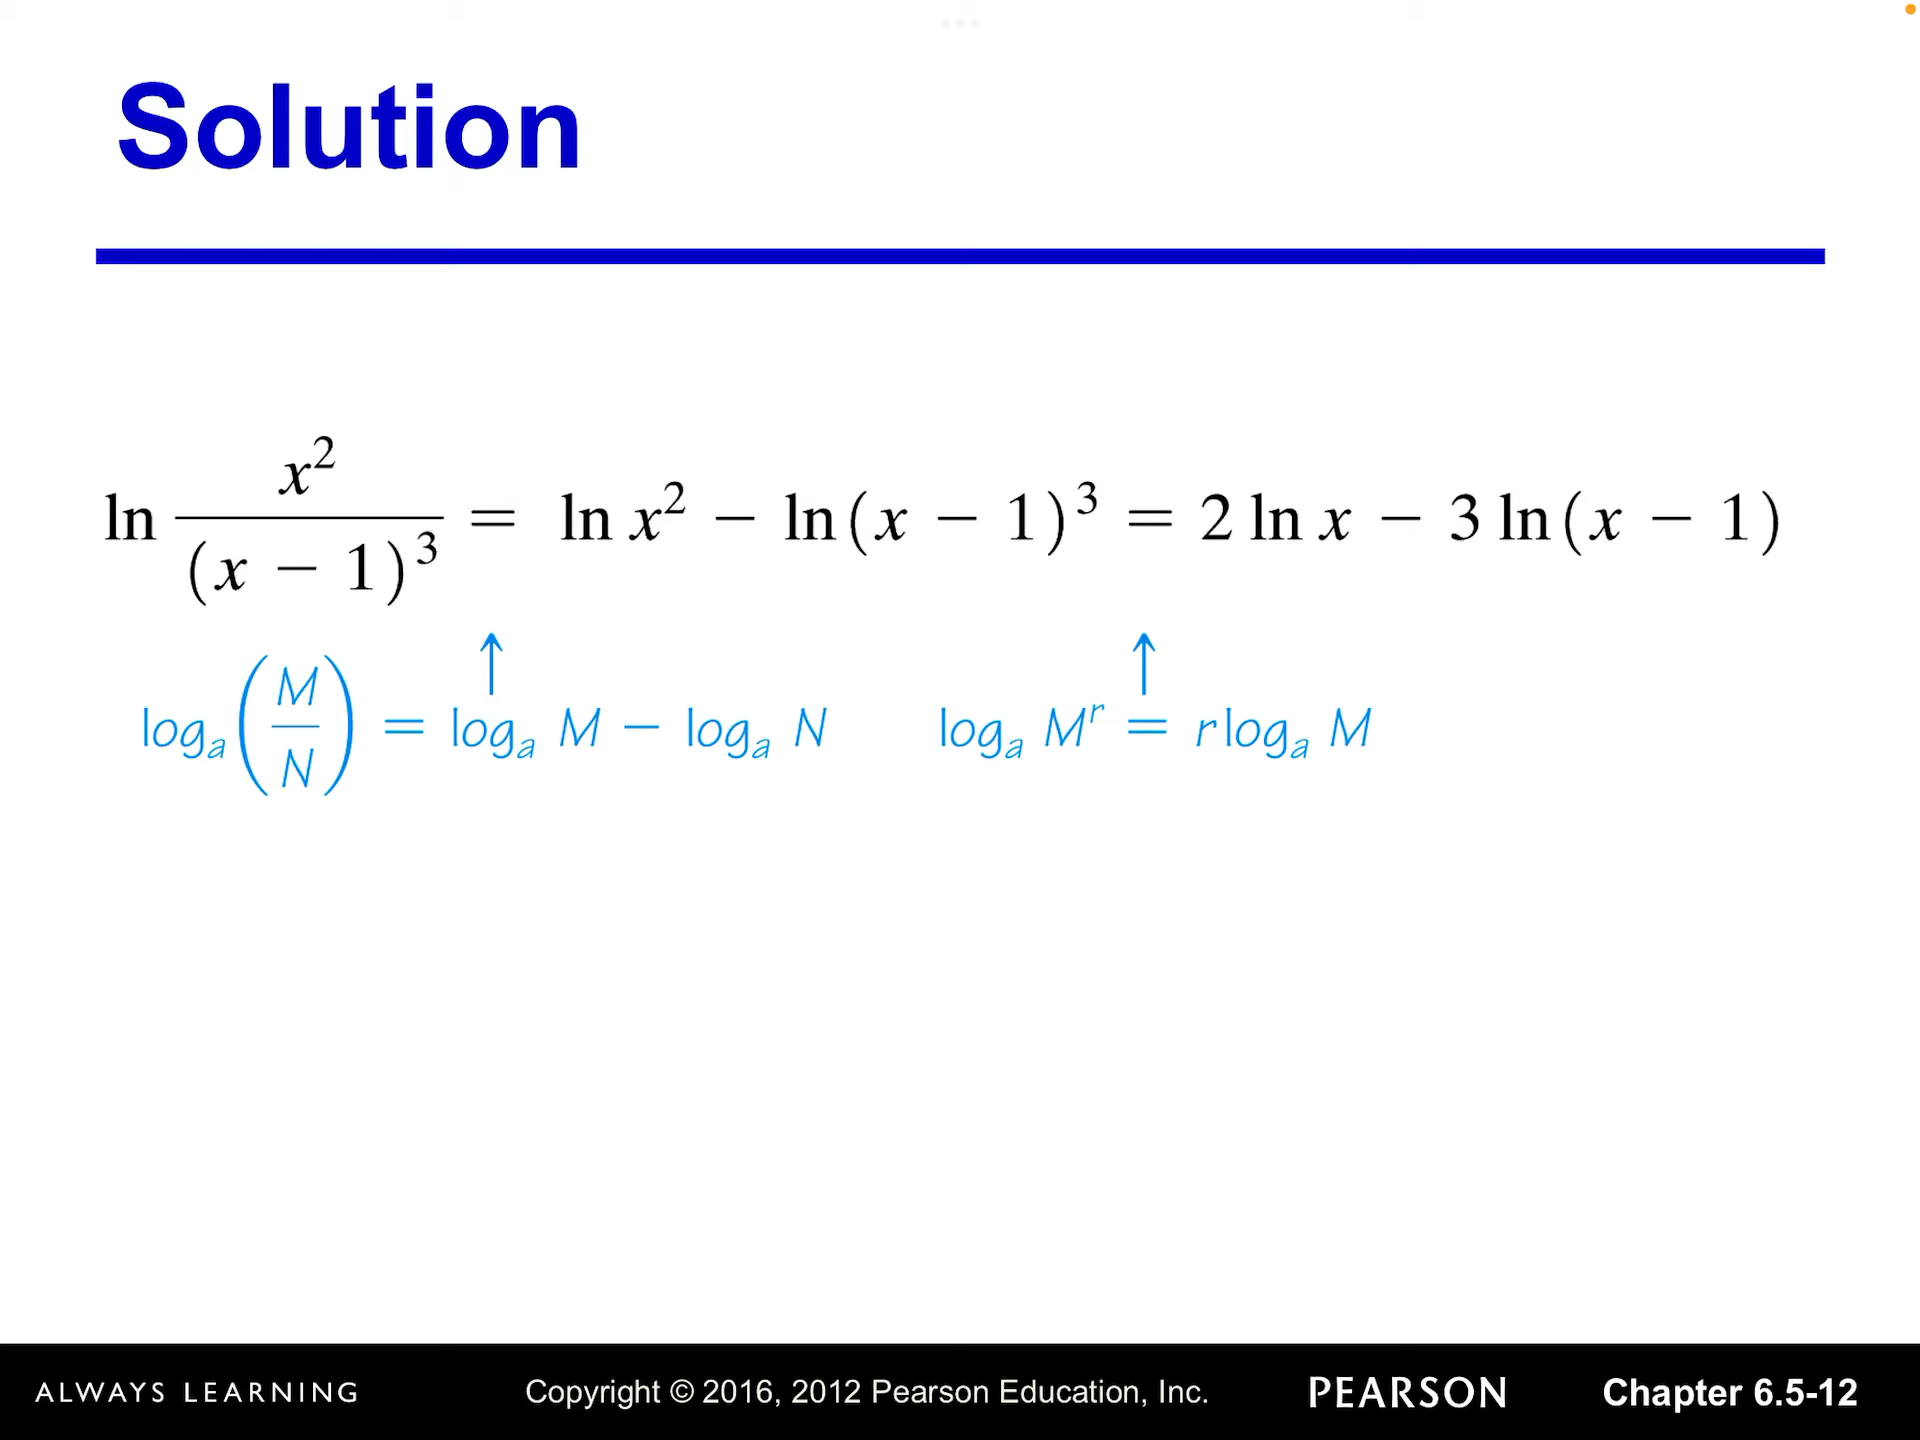 Solution
ln x²/(x − 1)³ = ln x² − ln(x − 1)³ = 2 ln x − 3 ln(x − 1)
↑ ↑
logₐ(M/N) = logₐ M − logₐ N logₐ Mʳ = r logₐ M
ALWAYS LEARNING Copyright © 2016, 2012 Pearson Education, Inc. PEARSON Chapter 6.5-12